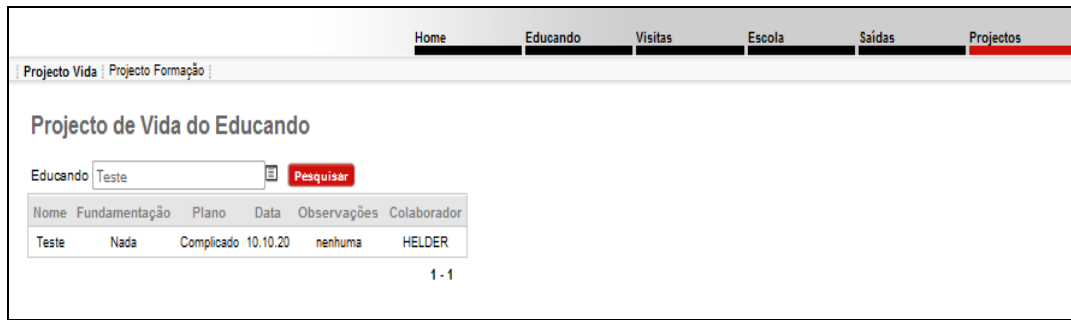 Home Educando Visitas Escola Saídas Projectos
Projecto Vida Projecto Formação
Projecto de Vida do Educando
Educando Teste Pesquisar
Nome Fundamentação Plano Data Observações Colaborador
Teste Nada Complicado 10.10.20 nenhuma HELDER
1 - 1